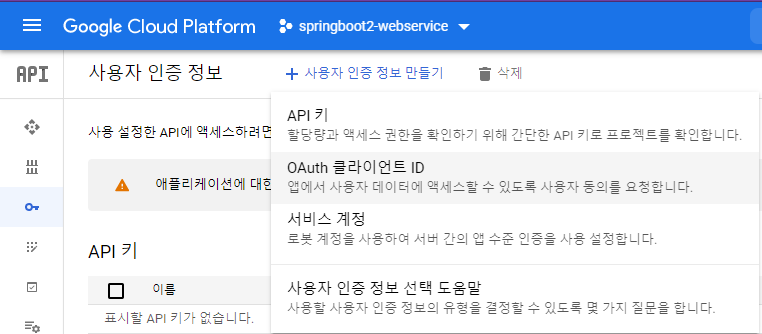 Google Cloud Platform
springboot2-webservice
API
사용자 인증 정보
+ 사용자 인증 정보 만들기
삭제
사용 설정한 API에 액세스하려면
애플리케이션에 대한
API 키
할당량과 액세스 권한을 확인하기 위해 간단한 API 키로 프로젝트를 확인합니다.
OAuth 클라이언트 ID
앱에서 사용자 데이터에 액세스할 수 있도록 사용자 동의를 요청합니다.
서비스 계정
로봇 계정을 사용하여 서버 간의 앱 수준 인증을 사용 설정합니다.
사용자 인증 정보 선택 도움말
사용할 사용자 인증 정보의 유형을 결정할 수 있도록 몇 가지 질문을 합니다.
API 키
이름
표시할 API 키가 없습니다.